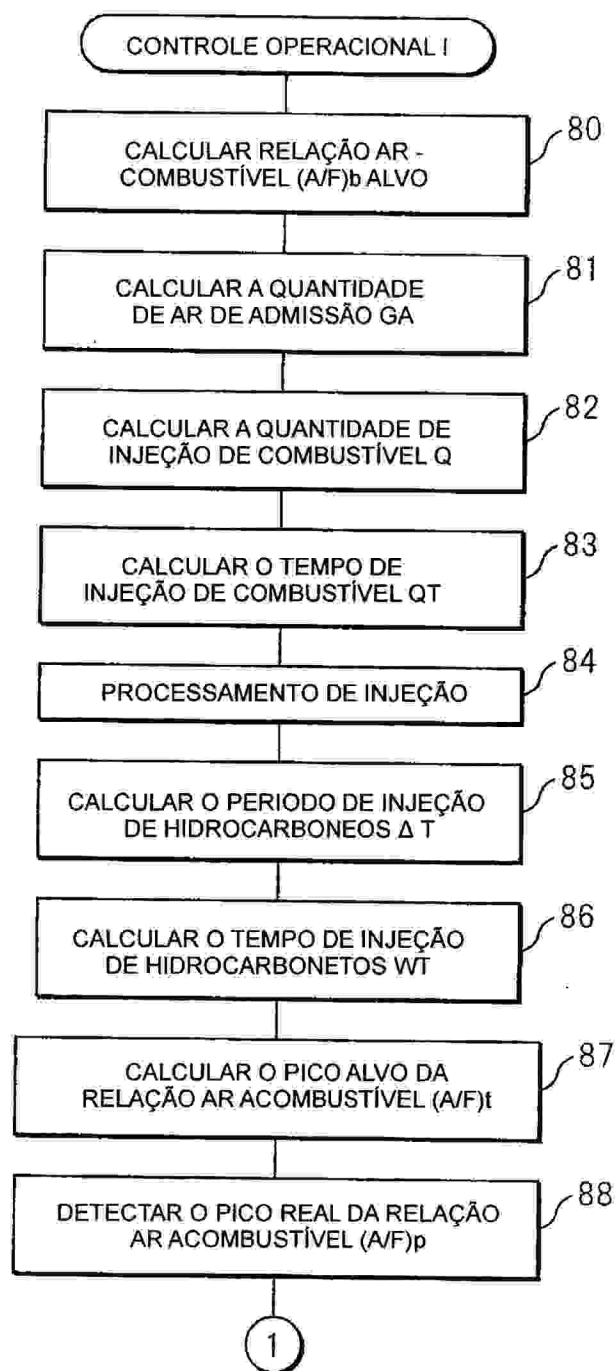 CONTROLE OPERACIONAL I
80
CALCULAR RELAÇÃO AR -
COMBUSTÍVEL (A/F)b ALVO
81
CALCULAR A QUANTIDADE
DE AR DE ADMISSÃO GA
82
CALCULAR A QUANTIDADE DE
INJEÇÃO DE COMBUSTÍVEL Q
83
CALCULAR O TEMPO DE
INJEÇÃO DE COMBUSTÍVEL QT
84
PROCESSAMENTO DE INJEÇÃO
85
CALCULAR O PERIODO DE INJEÇÃO
DE HIDROCARBONEOS Δ T
86
CALCULAR O TEMPO DE INJEÇÃO
DE HIDROCARBONETOS WT
87
CALCULAR O PICO ALVO DA
RELAÇÃO AR ACOMBUSTÍVEL (A/F)t
88
DETECTAR O PICO REAL DA RELAÇÃO
AR ACOMBUSTÍVEL (A/F)p
1